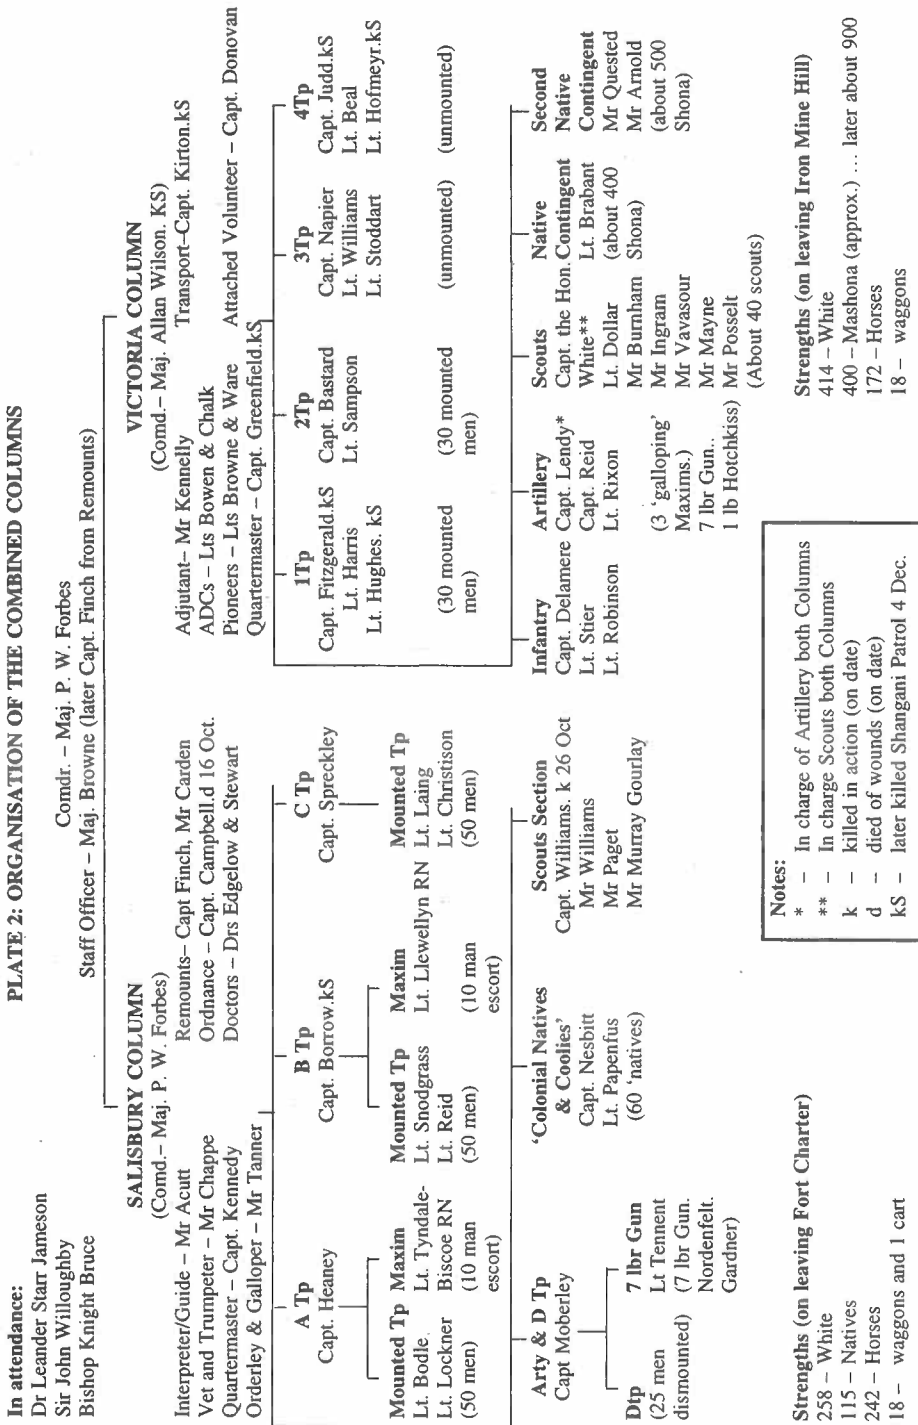 PLATE 2: ORGANISATION OF THE COMBINED COLUMNS
In attendance:
Dr Leander Starr Jameson
Sir John Willoughby
Bishop Knight Bruce
Comdr. – Maj. P. W. Forbes
Staff Officer – Maj. Browne (later Capt. Finch from Remounts)
SALISBURY COLUMN
(Comd.– Maj. P. W. Forbes)
Interpreter/Guide – Mr Acutt
Vet and Trumpeter – Mr Chappe
Quartermaster – Capt. Kennedy
Orderley & Galloper – Mr Tanner
Remounts– Capt Finch, Mr Carden
Ordnance – Capt. Campbell.d 16 Oct.
Doctors – Drs Edgelow & Stewart
A Tp
Capt. Heaney
Mounted Tp
Lt. Bodle.
Lt. Lockner
(50 men)
Maxim
Lt. Tyndale-
Biscoe RN
(10 man
escort)
B Tp
Capt. Borrow.kS
Mounted Tp
Lt. Snodgrass
Lt. Reid
(50 men)
Maxim
Lt. Llewellyn RN
(10 man
escort)
C Tp
Capt. Spreckley
Mounted Tp
Lt. Laing
Lt. Christison
(50 men)
Arty & D Tp
Capt Moberley
Dtp
(25 men
dismounted)
7 lbr Gun
Lt Tennent
(7 lbr Gun.
Nordenfelt.
Gardner)
‘Colonial Natives
& Coolies’
Capt. Nesbitt
Lt. Papenfus
(60 ‘natives)
Scouts Section
Capt. Williams. k 26 Oct
Mr Williams
Mr Paget
Mr Murray Gourlay
Strengths (on leaving Fort Charter)
258 – White
115 – Natives
242 – Horses
18 – waggons and 1 cart
VICTORIA COLUMN
(Comd.– Maj. Allan Wilson. KS)
Adjutant– Mr Kennelly
ADCs – Lts Bowen & Chalk
Pioneers – Lts Browne & Ware
Quartermaster – Capt. Greenfield.kS
Transport–Capt. Kirton.kS
Attached Volunteer – Capt. Donovan
1Tp
Capt. Fitzgerald.kS
Lt. Harris
Lt. Hughes. kS
(30 mounted
men)
2Tp
Capt. Bastard
Lt. Sampson
(30 mounted
men)
3Tp
Capt. Napier
Lt. Williams
Lt. Stoddart
(unmounted)
4Tp
Capt. Judd.kS
Lt. Beal
Lt. Hofmeyr.kS
(unmounted)
Infantry
Capt. Delamere
Lt. Stier
Lt. Robinson
Artillery
Capt. Lendy*
Capt. Reid
Lt. Rixon
(3 ‘galloping’
Maxims.)
7 lbr Gun..
1 lb Hotchkiss)
Scouts
Capt. the Hon.
White**
Lt. Dollar
Mr Burnham
Mr Ingram
Mr Vavasour
Mr Mayne
Mr Posselt
(About 40 scouts)
Native
Contingent
Lt. Brabant
(about 400
Shona)
Second
Native
Contingent
Mr Quested
Mr Arnold
(about 500
Shona)
Strengths (on leaving Iron Mine Hill)
414 – White
400 – Mashona (approx.) … later about 900
172 – Horses
18 – waggons
Notes:
* – In charge of Artillery both Columns
** – In charge Scouts both Columns
k – killed in action (on date)
d – died of wounds (on date)
kS – later killed Shangani Patrol 4 Dec.